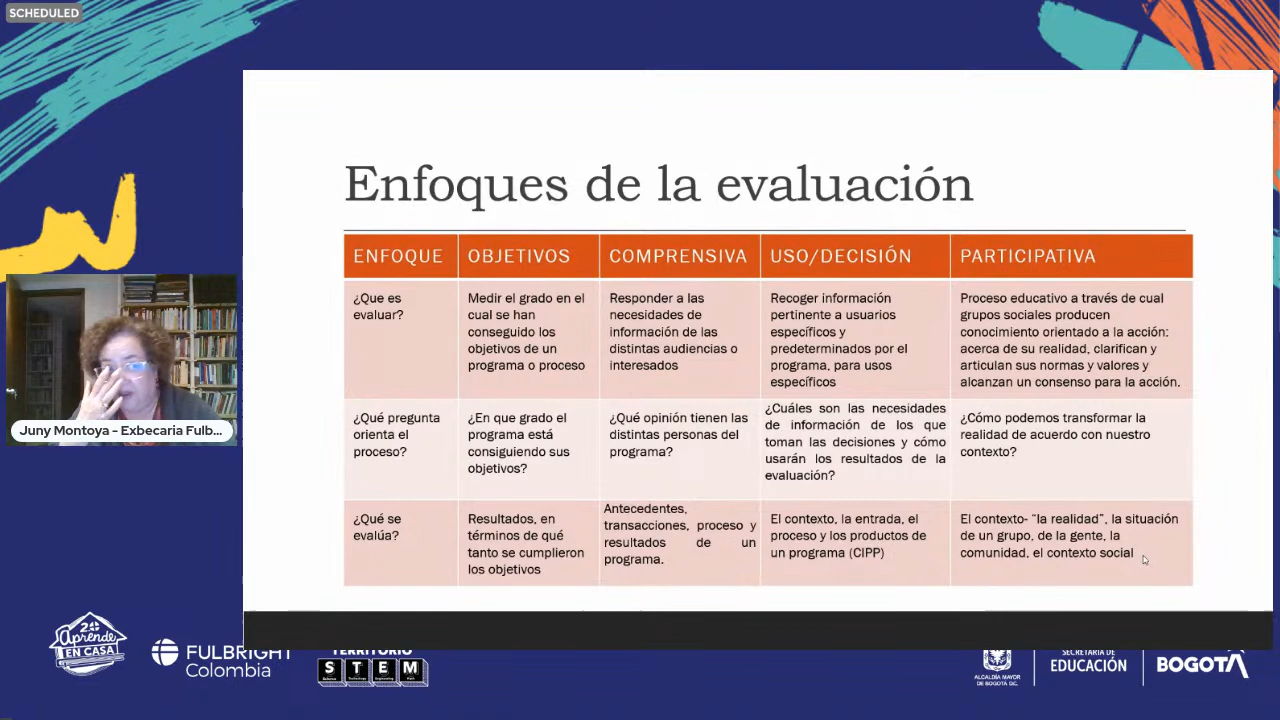 SCHEDULED
Enfoques de la evaluación
ENFOQUE
OBJETIVOS
COMPRENSIVA
USO/DECISIÓN
PARTICIPATIVA
¿Que es
evaluar?
Medir el grado en el
cual se han
conseguido los
objetivos de un
programa o proceso
Responder a las
necesidades de
información de las
distintas audiencias o
interesados
Recoger información
pertinente a usuarios
específicos y
predeterminados por el
programa, para usos
específicos
Proceso educativo a través de cual
grupos sociales producen
conocimiento orientado a la acción:
acerca de su realidad, clarifican y
articulan sus normas y valores y
alcanzan un consenso para la acción.
¿Qué pregunta
orienta el
proceso?
¿En que grado el
programa está
consiguiendo sus
objetivos?
¿Qué opinión tienen las
distintas personas del
programa?
¿Cuáles son las necesidades
de información de los que
toman las decisiones y cómo
usarán los resultados de la
evaluación?
¿Cómo podemos transformar la
realidad de acuerdo con nuestro
contexto?
¿Qué se
evalúa?
Resultados, en
términos de qué
tanto se cumplieron
los objetivos
Antecedentes,
transacciones, proceso y
resultados de un
programa.
El contexto, la entrada, el
proceso y los productos de
un programa (CIPP)
El contexto- “la realidad”, la situación
de un grupo, de la gente, la
comunidad, el contexto social
Juny Montoya - Exbecaria Fulb...
Aprende
EN CASA
FULBRIGHT
Colombia
TERRITORIO
S T E M
ALCALDÍA MAYOR
DE BOGOTÁ D.C.
SECRETARÍA DE
EDUCACIÓN
BOGOTÁ